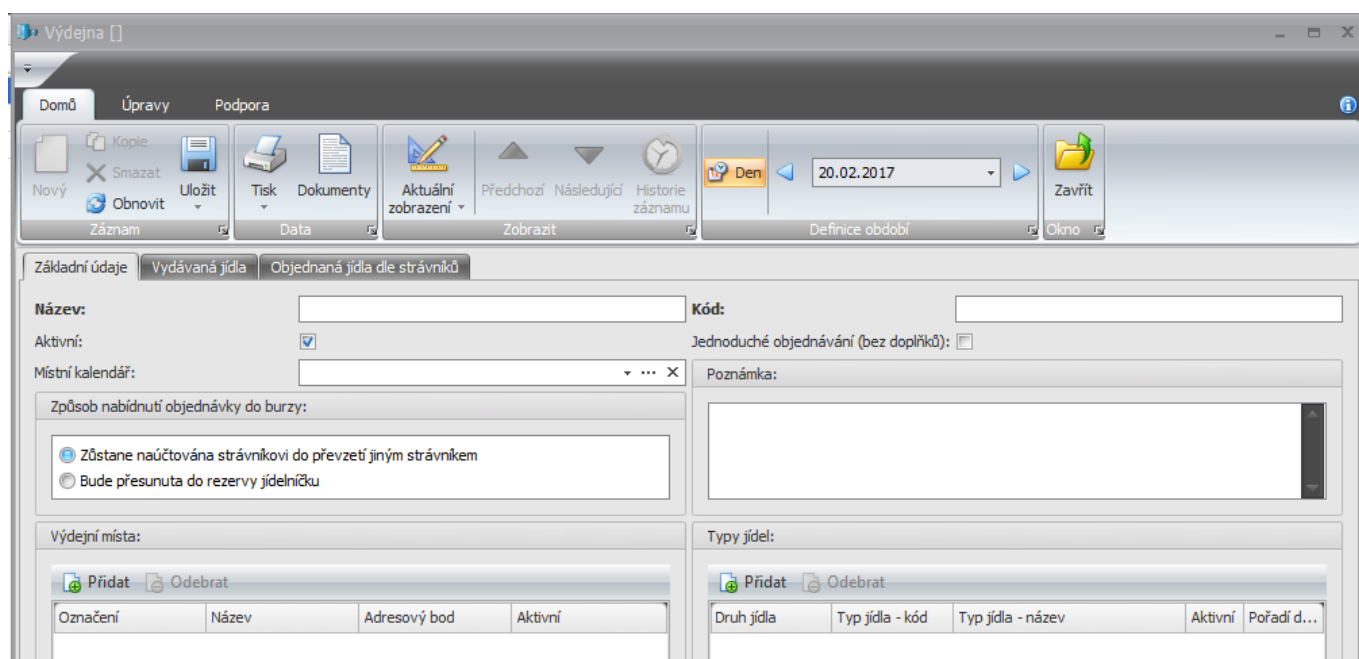 Výdejna []
Domů Úpravy Podpora
Nový Kopie Smazat Obnovit Uložit Tisk Dokumenty Aktuální zobrazení Předchozí Následující Historie záznamu Den 20.02.2017 Zavřít
Záznam Data Zobrazit Definice období Okno
Základní údaje Vydávaná jídla Objednaná jídla dle strávníků
Název: Kód:
Aktivní: Jednoduché objednávání (bez doplňků):
Místní kalendář: Poznámka:
Způsob nabídnutí objednávky do burzy:
Zůstane naúčtována strávníkovi do převzetí jiným strávníkem
Bude přesunuta do rezervy jídelníčku
Výdejní místa: Typy jídel:
Přidat Odebrat Přidat Odebrat
Označení Název Adresový bod Aktivní Druh jídla Typ jídla - kód Typ jídla - název Aktivní Pořadí d...